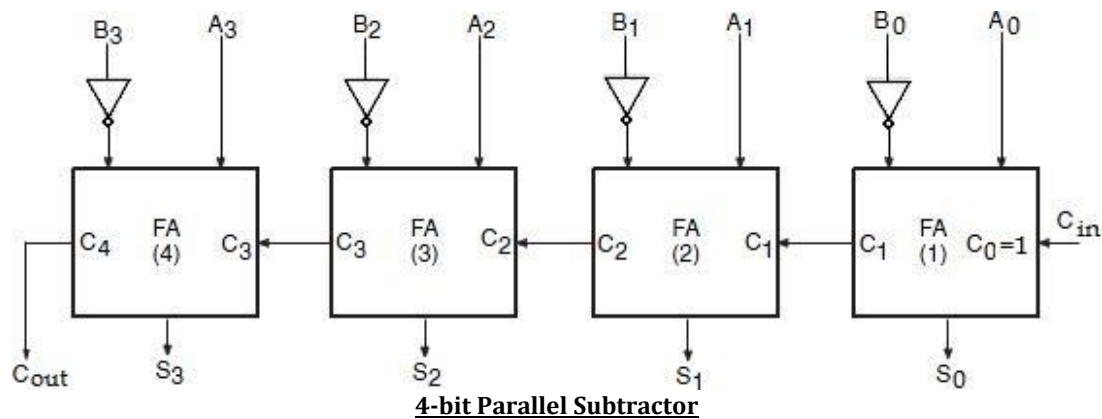 B3 A3 B2 A2 B1 A1 B0 A0
FA FA FA FA
C4 (4) C3 C3 (3) C2 C2 (2) C1 C1 (1) C0=1 Cin
Cout S3 S2 S1 S0
4-bit Parallel Subtractor